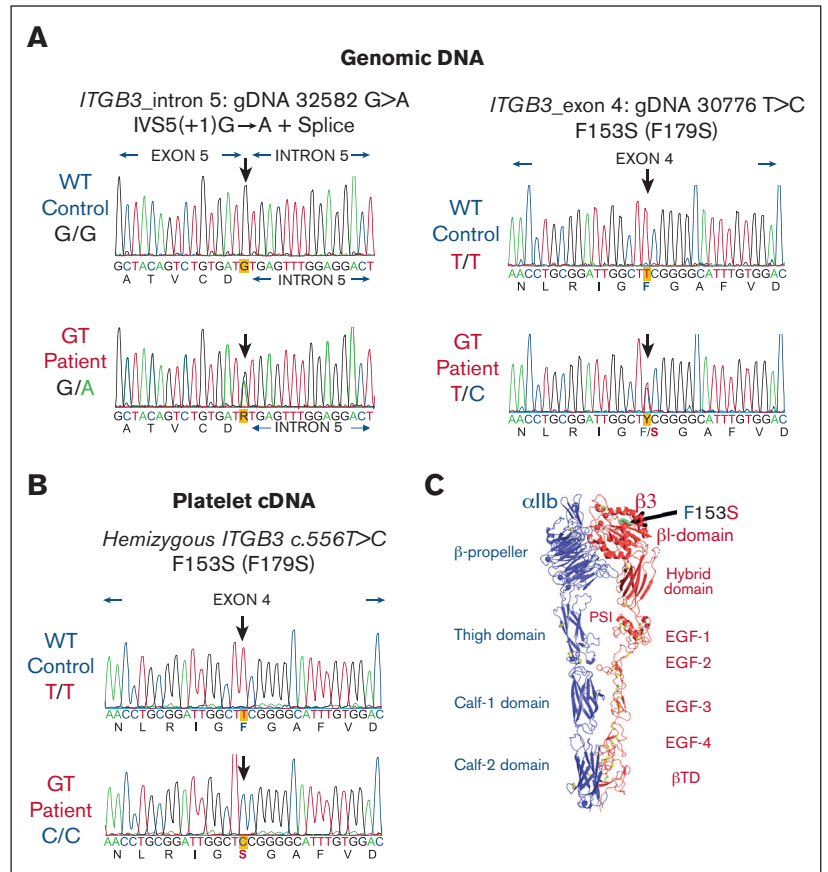 A
Genomic DNA
ITGB3_intron 5: gDNA 32582 G>A
IVS5(+1)G→A + Splice
← EXON 5 → ← INTRON 5 →
WT
Control
G/G
GCTACAGTCTGTGATGTGAGTTTGGAGGACT
A T V C D ← INTRON 5 →
GT
Patient
G/A
GCTACAGTCTGTGATRTGAGTTTGGAGGACT
A T V C D ← INTRON 5 →
ITGB3_exon 4: gDNA 30776 T>C
F153S (F179S)
← EXON 4 →
WT
Control
T/T
AACCTGCGGATTGGCTTCGGGGCATTTGTGGAC
N L R I G F G A F V D
GT
Patient
T/C
AACCTGCGGATTGGCTYCGGGGCATTTGTGGAC
N L R I G F/S G A F V D
B
Platelet cDNA
Hemizygous ITGB3 c.556T>C
F153S (F179S)
← EXON 4 →
WT
Control
T/T
AACCTGCGGATTGGCTTCGGGGCATTTGTGGAC
N L R I G F G A F V D
GT
Patient
C/C
AACCTGCGGATTGGCTCCGGGGCATTTGTGGAC
N L R I G S G A F V D
C
αIIb
β3
F153S
β-propeller
βI-domain
Hybrid
domain
PSI
Thigh domain
EGF-1
EGF-2
Calf-1 domain
EGF-3
EGF-4
Calf-2 domain
βTD